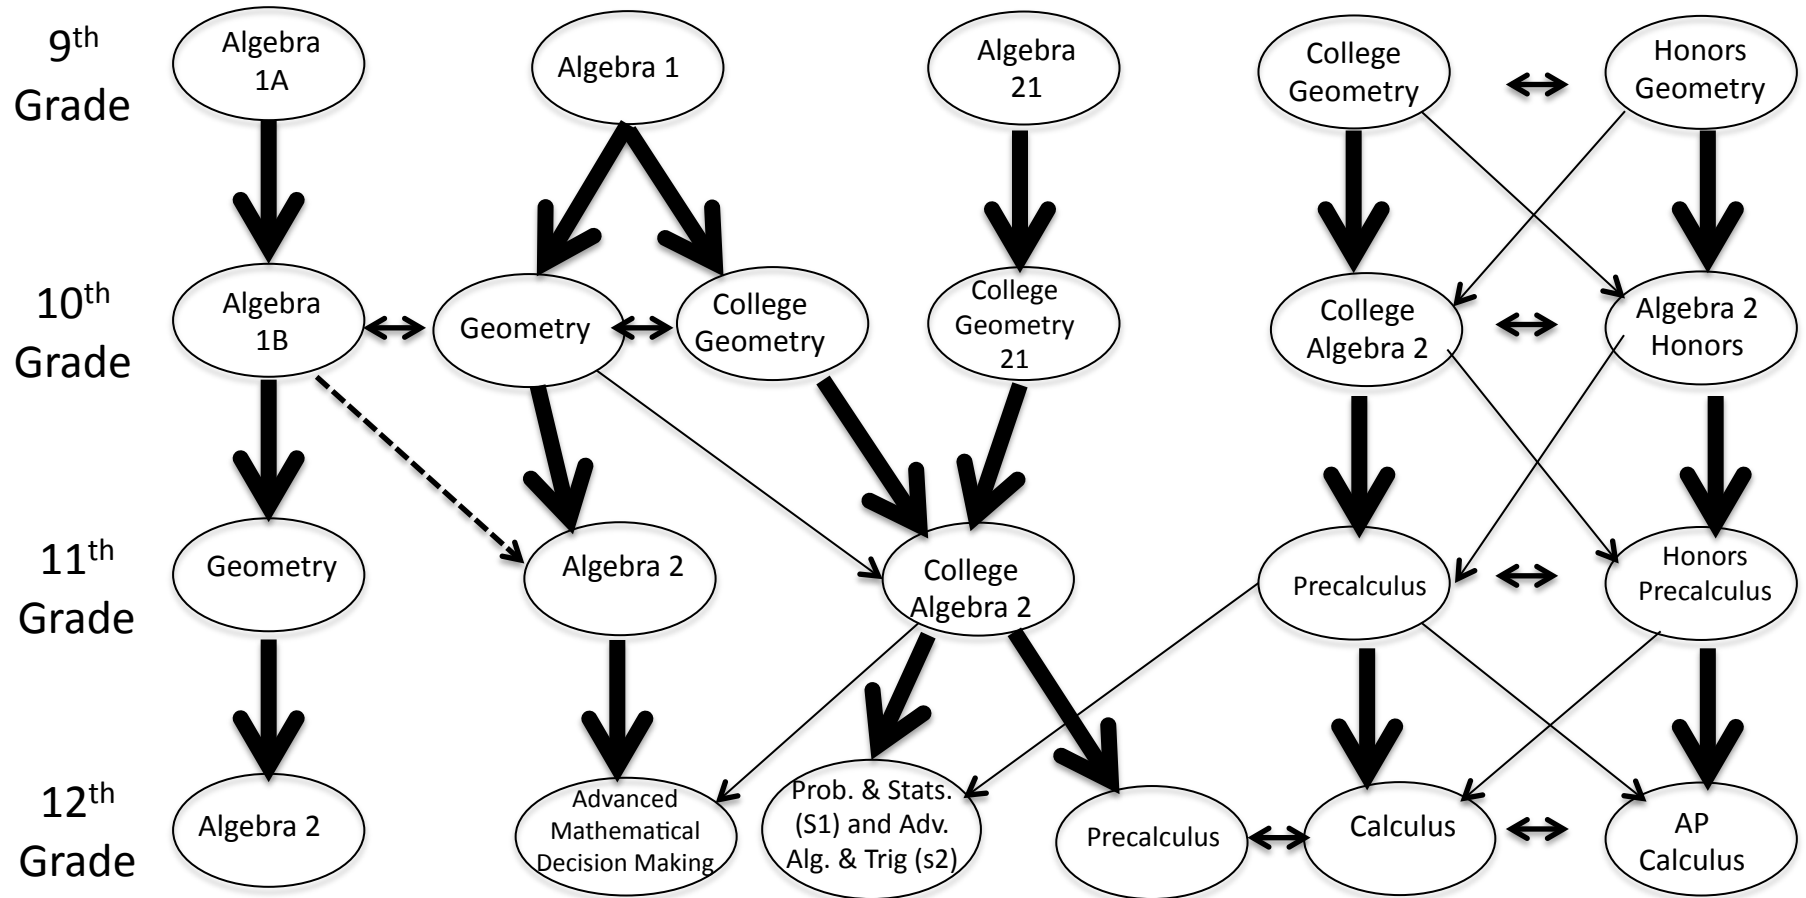 9th
Grade
Algebra
1A
Algebra 1
Algebra
21
College
Geometry
Honors
Geometry
10th
Grade
Algebra
1B
Geometry
College
Geometry
College
Geometry
21
College
Algebra 2
Algebra 2
Honors
11th
Grade
Geometry
Algebra 2
College
Algebra 2
Precalculus
Honors
Precalculus
12th
Grade
Algebra 2
Advanced
Mathematical
Decision Making
Prob. & Stats.
(S1) and Adv.
Alg. & Trig (s2)
Precalculus
Calculus
AP
Calculus